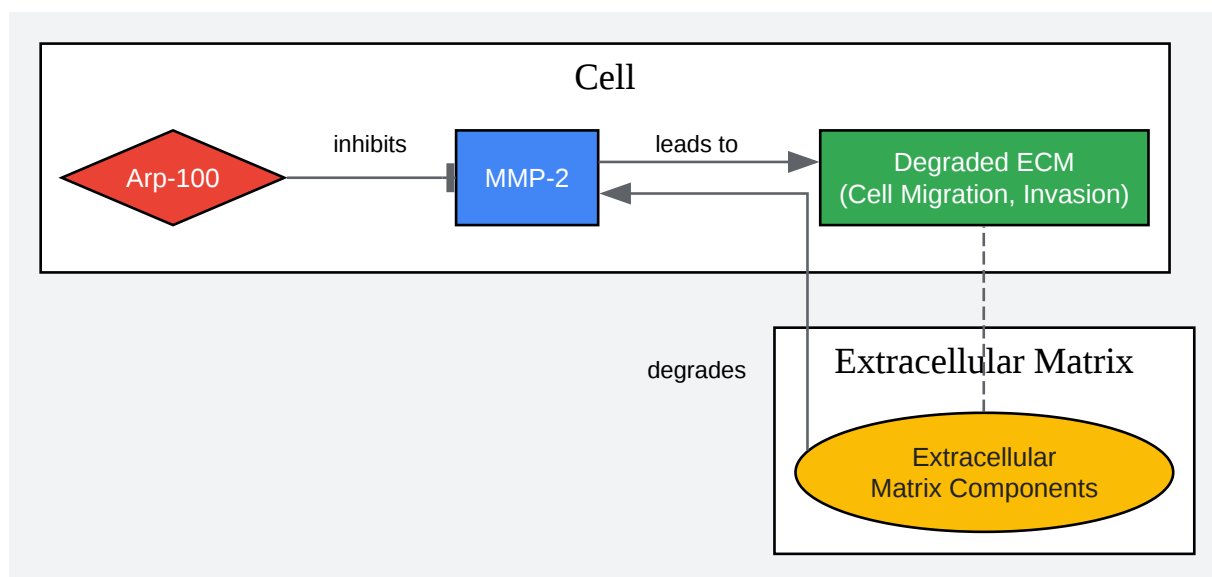 Cell
inhibits
leads to
Arp-100
MMP-2
Degraded ECM
(Cell Migration, Invasion)
degrades
Extracellular Matrix
Extracellular
Matrix Components